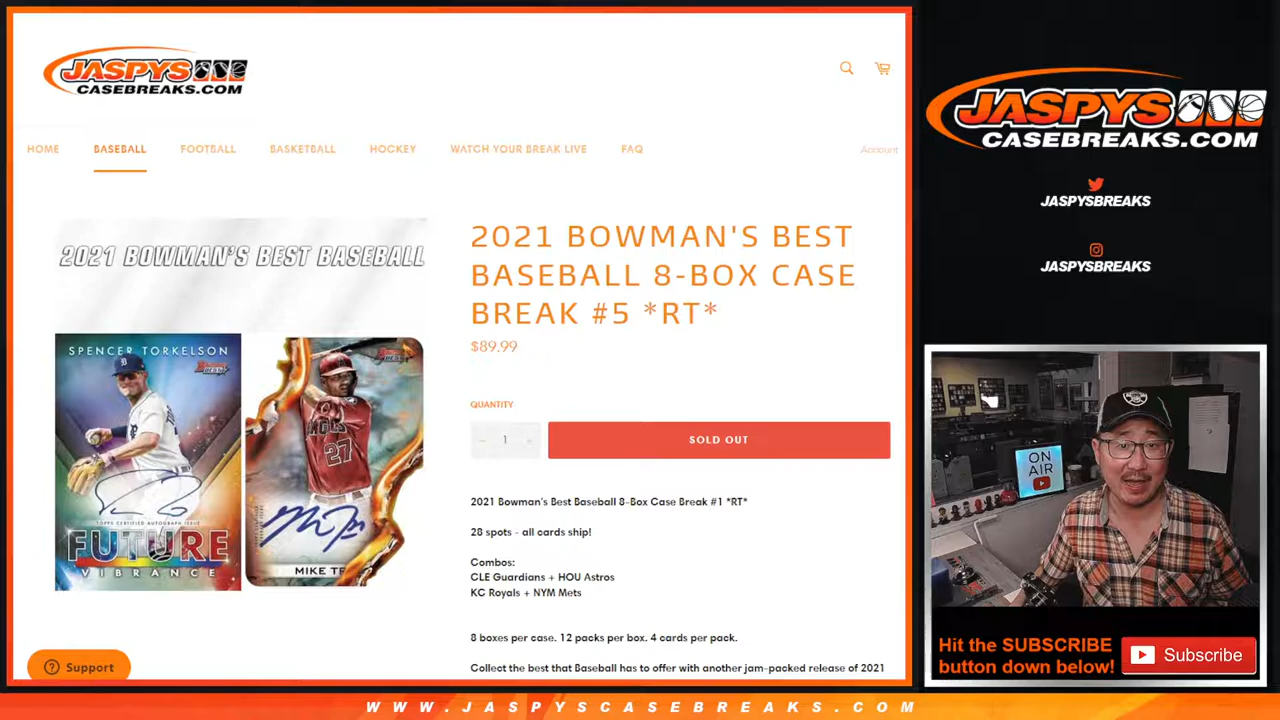 JASPYS
CASEBREAKS.COM
HOME BASEBALL FOOTBALL BASKETBALL HOCKEY WATCH YOUR BREAK LIVE FAQ Account
2021 BOWMAN'S BEST BASEBALL
SPENCER TORKELSON
TOPPS CERTIFIED AUTOGRAPH ISSUE
FUTURE
VIBRANCE
ANGELS
27
MIKE TR
2021 BOWMAN'S BEST
BASEBALL 8-BOX CASE
BREAK #5 *RT*
$89.99
QUANTITY
− 1 +
SOLD OUT
2021 Bowman's Best Baseball 8-Box Case Break #1 *RT*
28 spots - all cards ship!
Combos:
CLE Guardians + HOU Astros
KC Royals + NYM Mets
8 boxes per case. 12 packs per box. 4 cards per pack.
Collect the best that Baseball has to offer with another jam-packed release of 2021
Support
JASPYS
CASEBREAKS.COM
JASPYSBREAKS
JASPYSBREAKS
ON
AIR
Hit the SUBSCRIBE
button down below!
Subscribe
WWW.JASPYSCASEBREAKS.COM